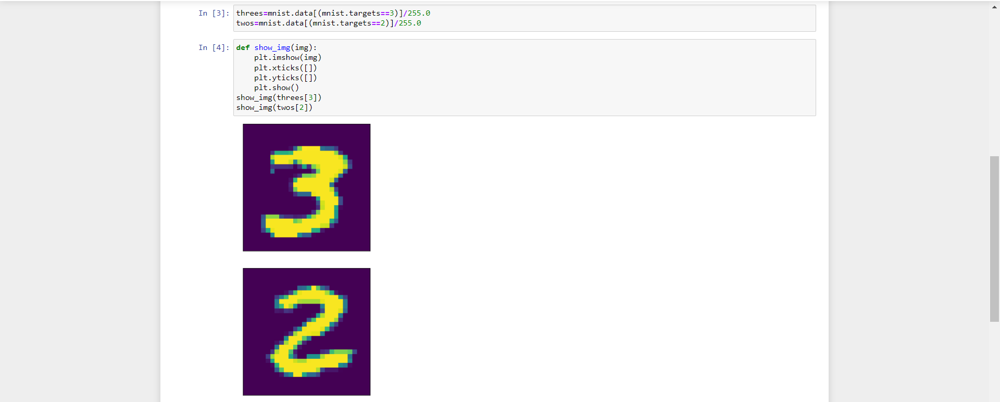 In [3]: threes=mnist.data[(mnist.targets==3)]/255.0
twos=mnist.data[(mnist.targets==2)]/255.0
In [4]: def show_img(img):
    plt.imshow(img)
    plt.xticks([])
    plt.yticks([])
    plt.show()
show_img(threes[3])
show_img(twos[2])
3
2